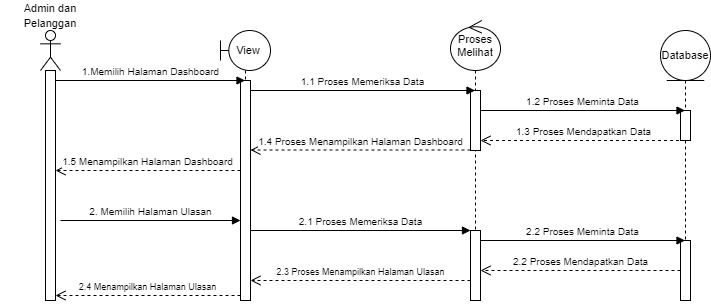 Admin dan
Pelanggan
View
Proses
Melihat
Database
1.Memilih Halaman Dashboard
1.1 Proses Memeriksa Data
1.2 Proses Meminta Data
1.3 Proses Mendapatkan Data
1.4 Proses Menampilkan Halaman Dashboard
1.5 Menampilkan Halaman Dashboard
2. Memilih Halaman Ulasan
2.1 Proses Memeriksa Data
2.2 Proses Meminta Data
2.2 Proses Mendapatkan Data
2.3 Proses Menampilkan Halaman Ulasan
2.4 Menampilkan Halaman Ulasan